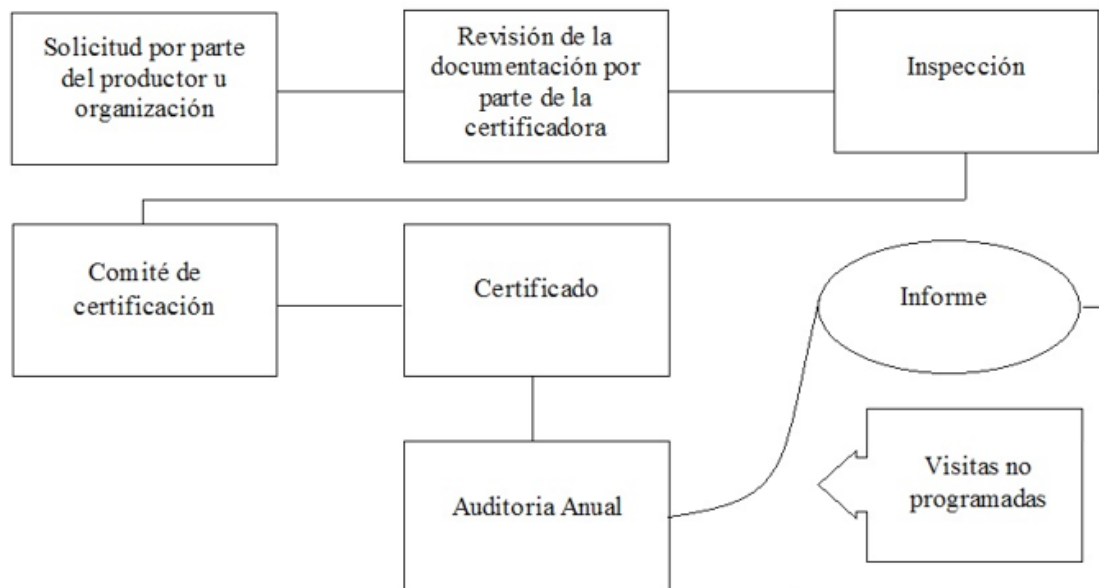 Solicitud por parte
del productor u
organización
Revisión de la
documentación por
parte de la
certificadora
Inspección
Comité de
certificación
Certificado
Informe
Auditoria Anual
Visitas no
programadas